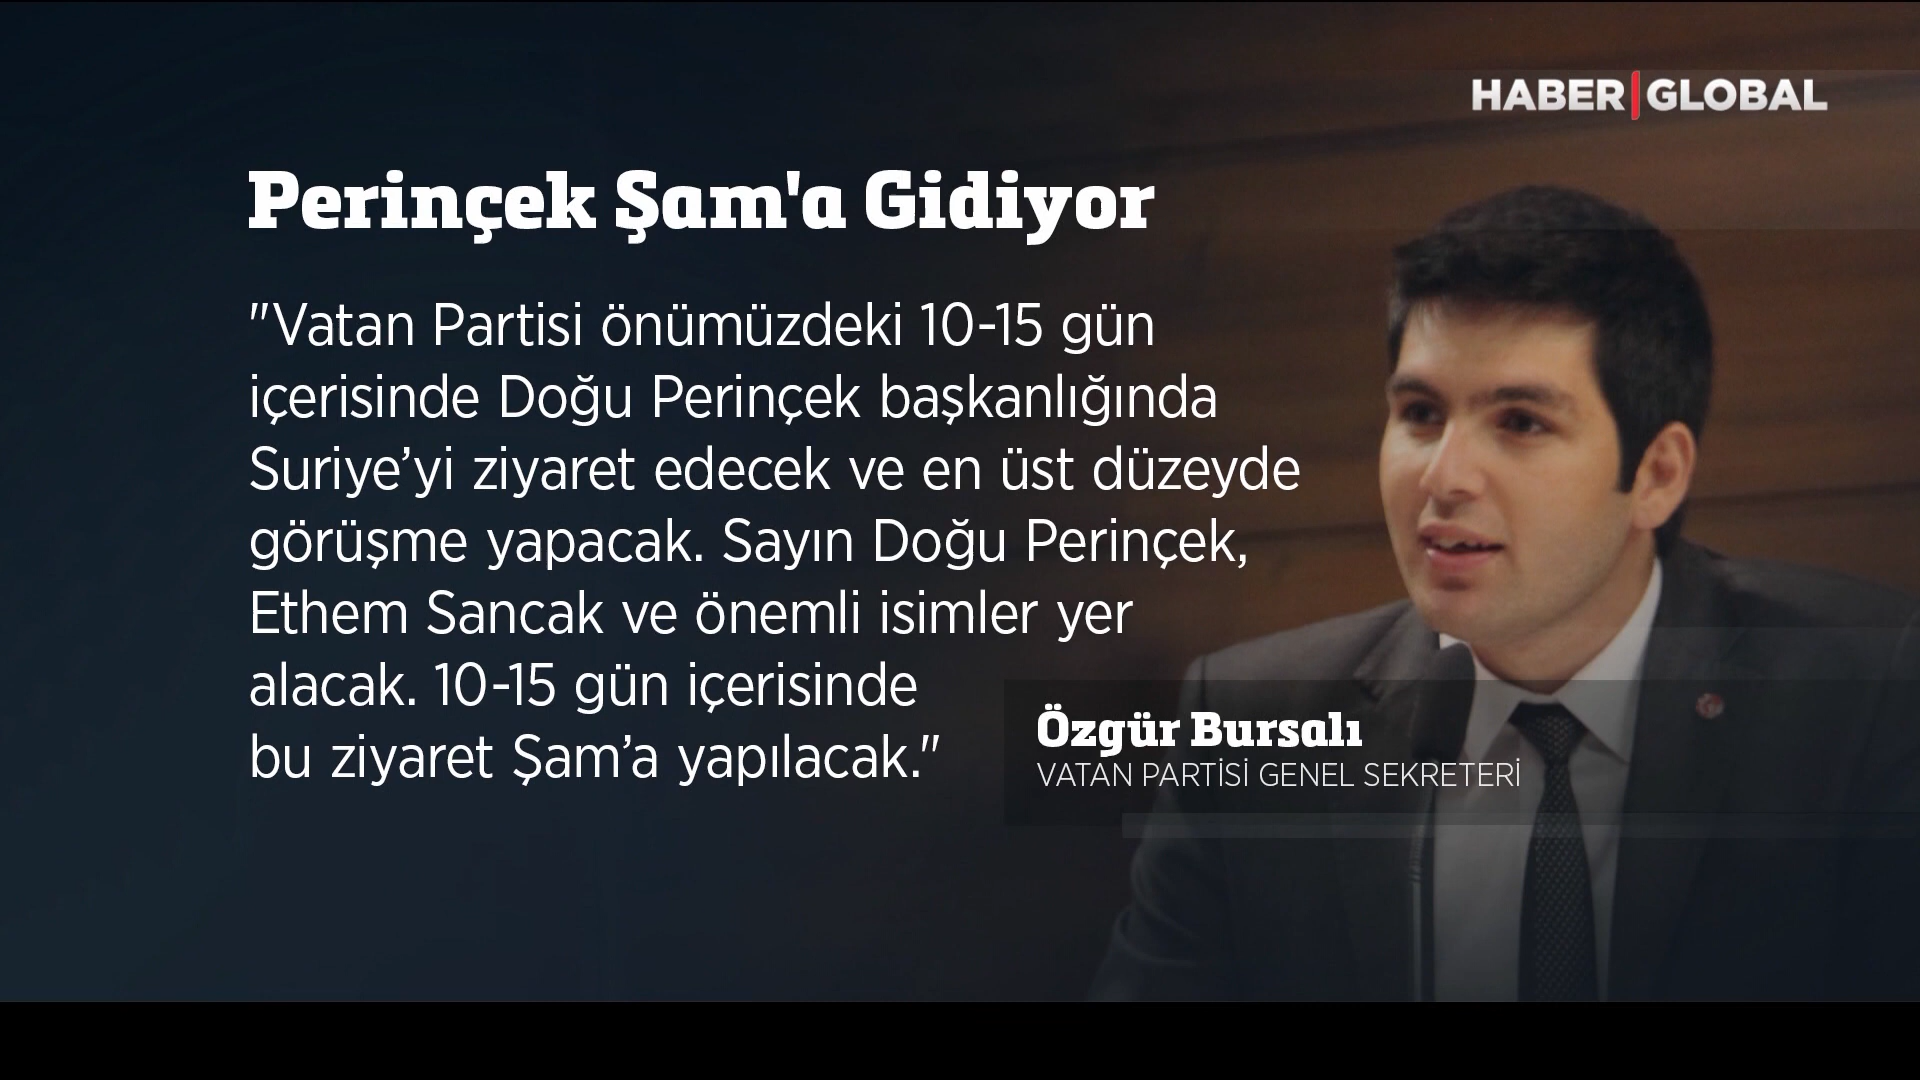 HABER|GLOBAL
Perinçek Şam'a Gidiyor
"Vatan Partisi önümüzdeki 10-15 gün
içerisinde Doğu Perinçek başkanlığında
Suriye’yi ziyaret edecek ve en üst düzeyde
görüşme yapacak. Sayın Doğu Perinçek,
Ethem Sancak ve önemli isimler yer
alacak. 10-15 gün içerisinde
bu ziyaret Şam’a yapılacak."
Özgür Bursalı
VATAN PARTİSİ GENEL SEKRETERİ